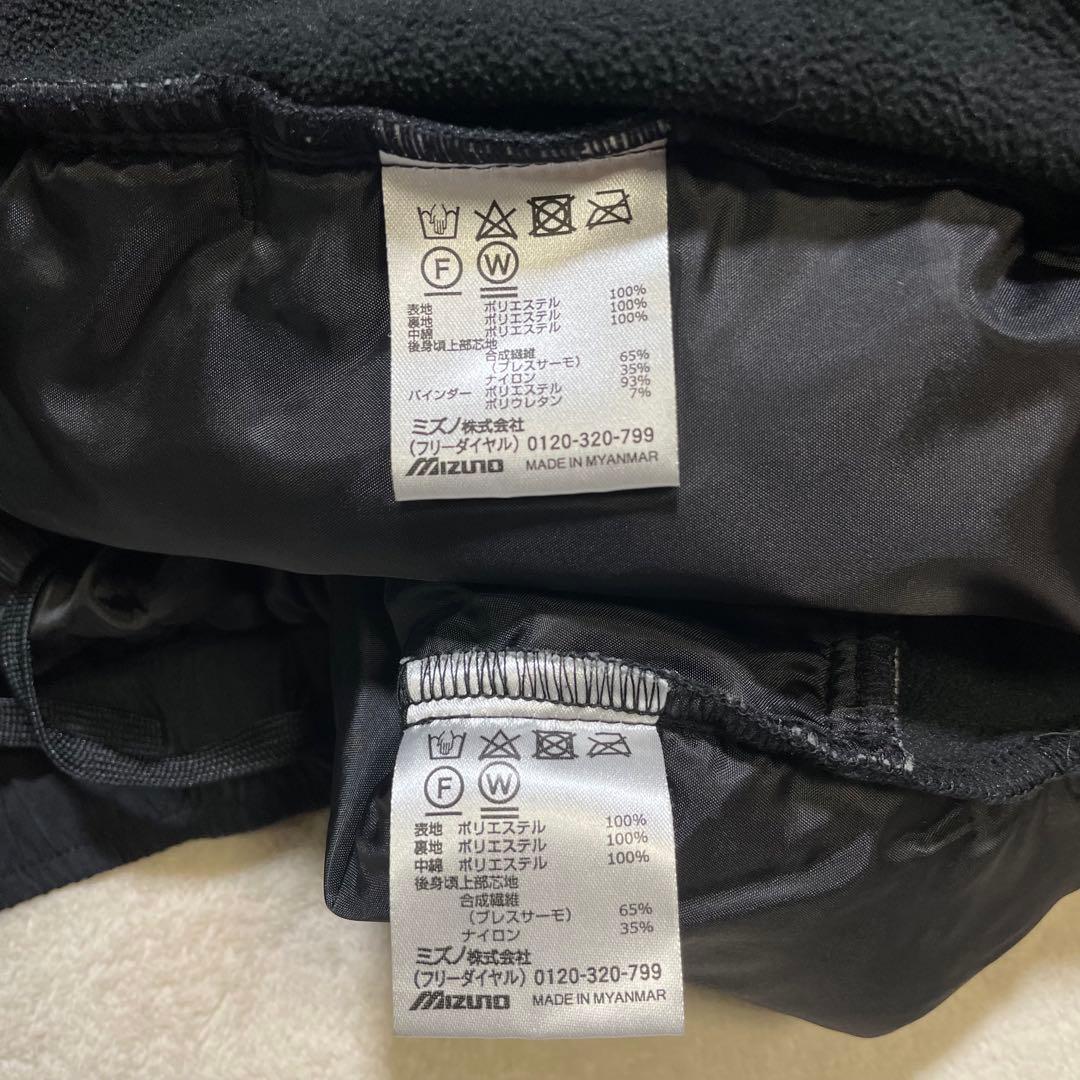 F W
表地 ポリエステル 100%
裏地 ポリエステル 100%
中綿 ポリエステル 100%
後身頃上部芯地
合成繊維
(ブレスサーモ) 65%
ナイロン 35%
バインダー ポリエステル 93%
ポリウレタン 7%
ミズノ株式会社
(フリーダイヤル) 0120-320-799
MIZUNO MADE IN MYANMAR
F W
表地 ポリエステル 100%
裏地 ポリエステル 100%
中綿 ポリエステル 100%
後身頃上部芯地
合成繊維
(ブレスサーモ) 65%
ナイロン 35%
ミズノ株式会社
(フリーダイヤル) 0120-320-799
MIZUNO MADE IN MYANMAR